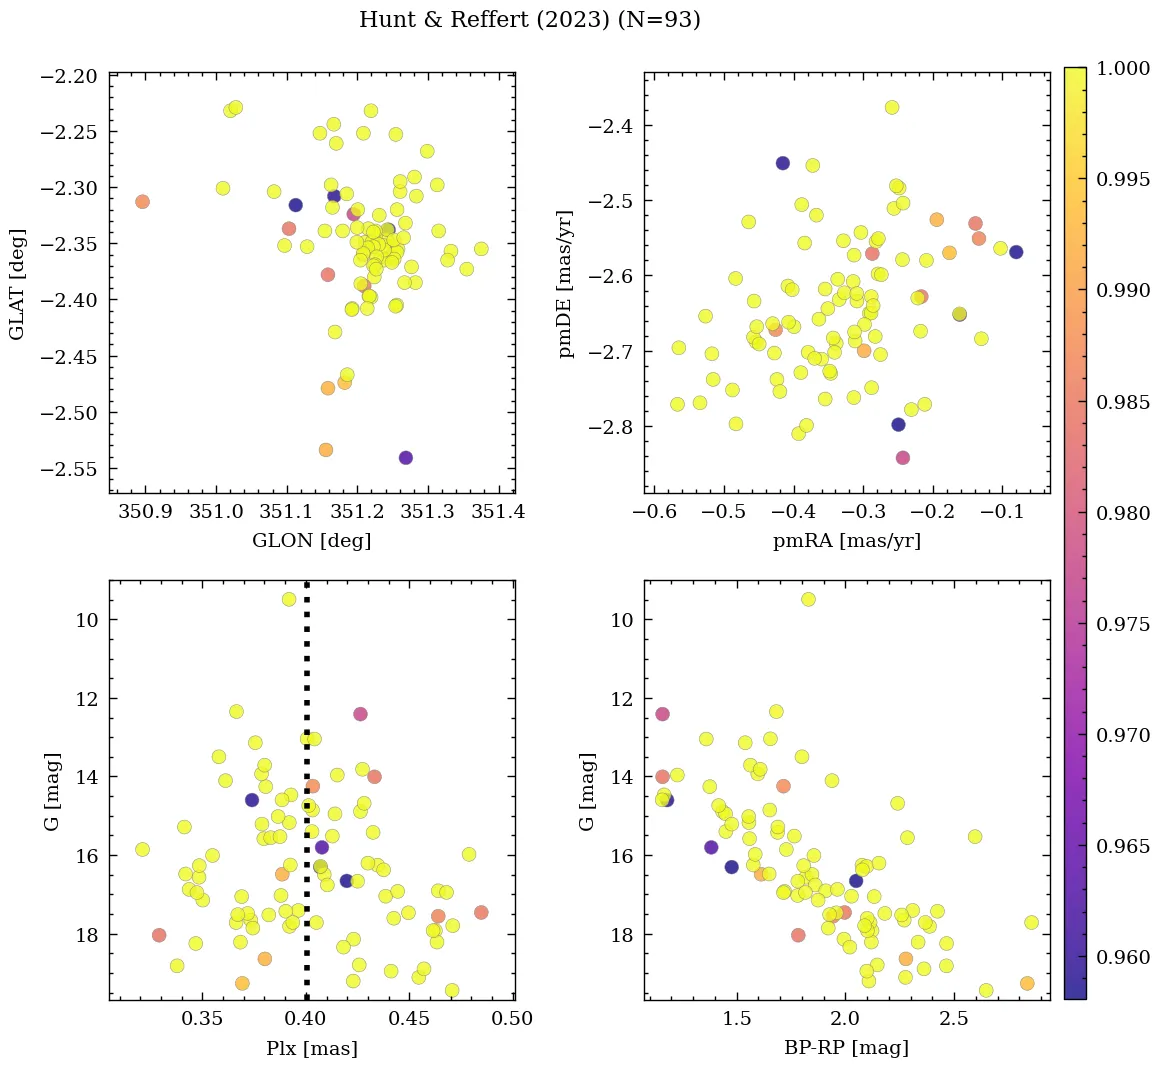 Hunt & Reffert (2023) (N=93)
−2.20
−2.25
−2.30
−2.35
−2.40
−2.45
−2.50
−2.55
GLAT [deg]
350.9 351.0 351.1 351.2 351.3 351.4
GLON [deg]
−2.4
−2.5
−2.6
−2.7
−2.8
pmDE [mas/yr]
−0.6 −0.5 −0.4 −0.3 −0.2 −0.1
pmRA [mas/yr]
10
12
14
16
18
G [mag]
0.35 0.40 0.45 0.50
Plx [mas]
10
12
14
16
18
G [mag]
1.5 2.0 2.5
BP-RP [mag]
1.000
0.995
0.990
0.985
0.980
0.975
0.970
0.965
0.960